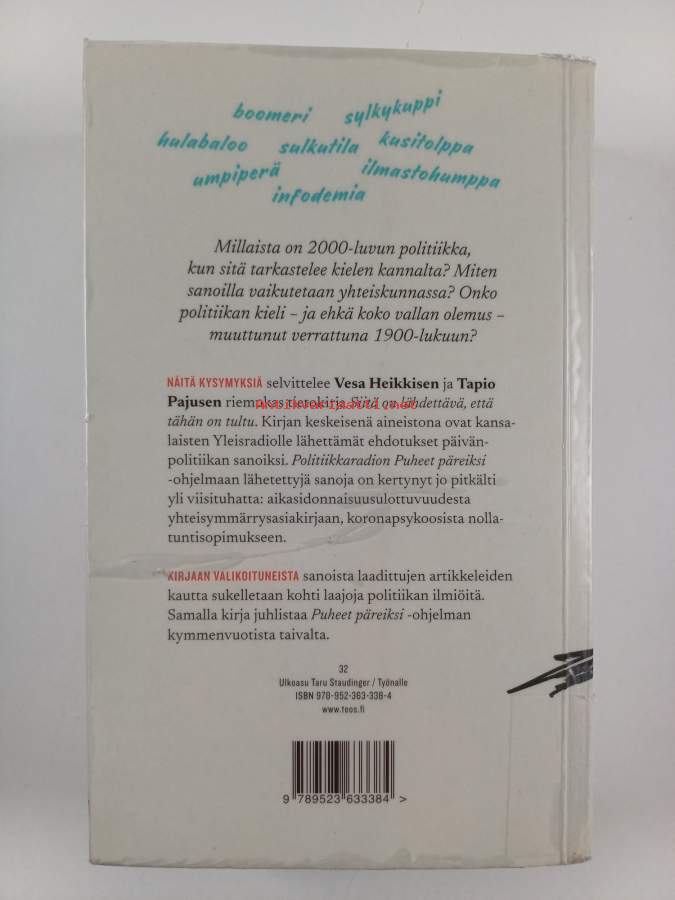 boomeri sylkykuppi
hulabaloo sulkutila kusitolppa
umpiperä ilmastohumppa
infodemia
Millaista on 2000-luvun politiikka,
kun sitä tarkastelee kielen kannalta? Miten
sanoilla vaikutetaan yhteiskunnassa? Onko
politiikan kieli – ja ehkä koko vallan olemus –
muuttunut verrattuna 1900-lukuun?
NÄITÄ KYSYMYKSIÄ selvittelee Vesa Heikkisen ja Tapio
Pajusen riemukas tietokirja Siitä on lähdettävä, että
Antikvariaatti.net
tähän on tultu. Kirjan keskeisenä aineistona ovat kansa-
laisten Yleisradiolle lähettämät ehdotukset päivän-
politiikan sanoiksi. Politiikkaradion Puheet päreiksi
-ohjelmaan lähetettyjä sanoja on kertynyt jo pitkälti
yli viisituhatta: aikasidonnaisuusulottuvuudesta
yhteisymmärrysasiakirjaan, koronapsykoosista nolla-
tuntisopimukseen.
KIRJAAN VALIKOITUNEISTA sanoista laadittujen artikkeleiden
kautta sukelletaan kohti laajoja politiikan ilmiöitä.
Samalla kirja juhlistaa Puheet päreiksi -ohjelman
kymmenvuotista taivalta.
32
Ulkoasu Taru Staudinger / Työnalle
ISBN 978-952-363-338-4
www.teos.fi
9 789523 633384 >